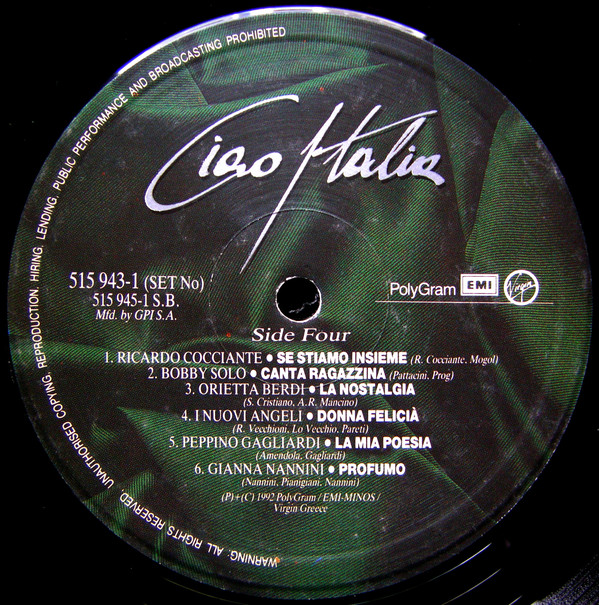 WARNING: ALL RIGHTS RESERVED. UNAUTHORISED COPYING, REPRODUCTION, HIRING, LENDING, PUBLIC PERFORMANCE AND BROADCASTING PROHIBITED
Ciao Italia
515 943-1 (SET No)
515 945-1 S.B.
Mfd. by GPI S.A.
PolyGram EMI Virgin
Side Four
1. RICARDO COCCIANTE • SE STIAMO INSIEME (R. Cocciante, Mogol)
2. BOBBY SOLO • CANTA RAGAZZINA (Pattacini, Prog)
3. ORIETTA BERDI • LA NOSTALGIA
(S. Cristiano, A.R. Mancino)
4. I NUOVI ANGELI • DONNA FELICIÀ
(R. Vecchioni, Lo Vecchio, Pareti)
5. PEPPINO GAGLIARDI • LA MIA POESIA
(Amendola, Gagliardi)
6. GIANNA NANNINI • PROFUMO
(Nannini, Pianigiani, Nannini)
(P)+(C) 1992 PolyGram / EMI-MINOS /
Virgin Greece